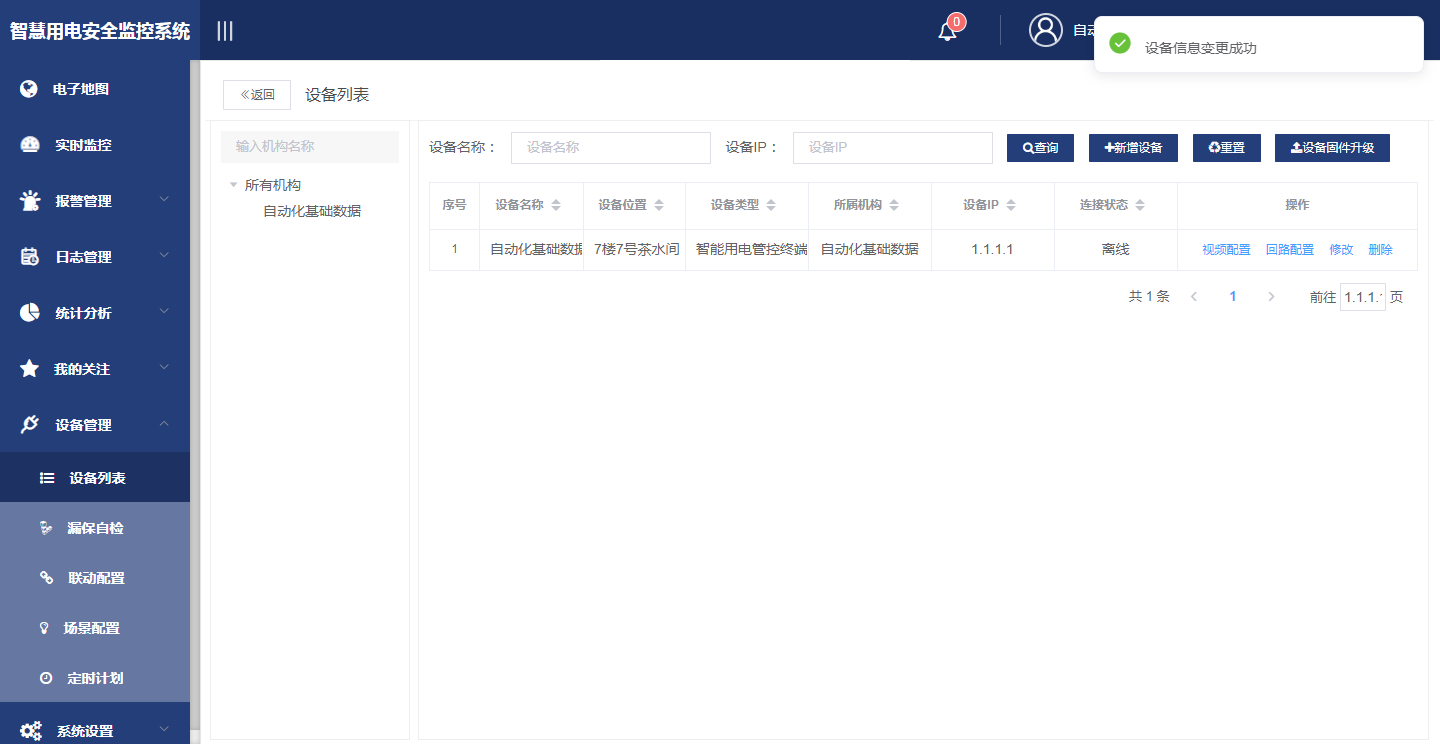 智慧用电安全监控系统
0
自动
设备信息变更成功
电子地图
实时监控
报警管理
日志管理
统计分析
我的关注
设备管理
设备列表
漏保自检
联动配置
场景配置
定时计划
系统设置
返回
设备列表
输入机构名称
所有机构
自动化基础数据
设备名称： 设备名称 设备IP： 设备IP 查询 新增设备 重置 设备固件升级
序号 设备名称 设备位置 设备类型 所属机构 设备IP 连接状态 操作
1 自动化基础数据 7楼7号茶水间 智能用电管控终端 自动化基础数据 1.1.1.1 离线 视频配置 回路配置 修改 删除
共 1 条 1 前往 1.1.1. 页